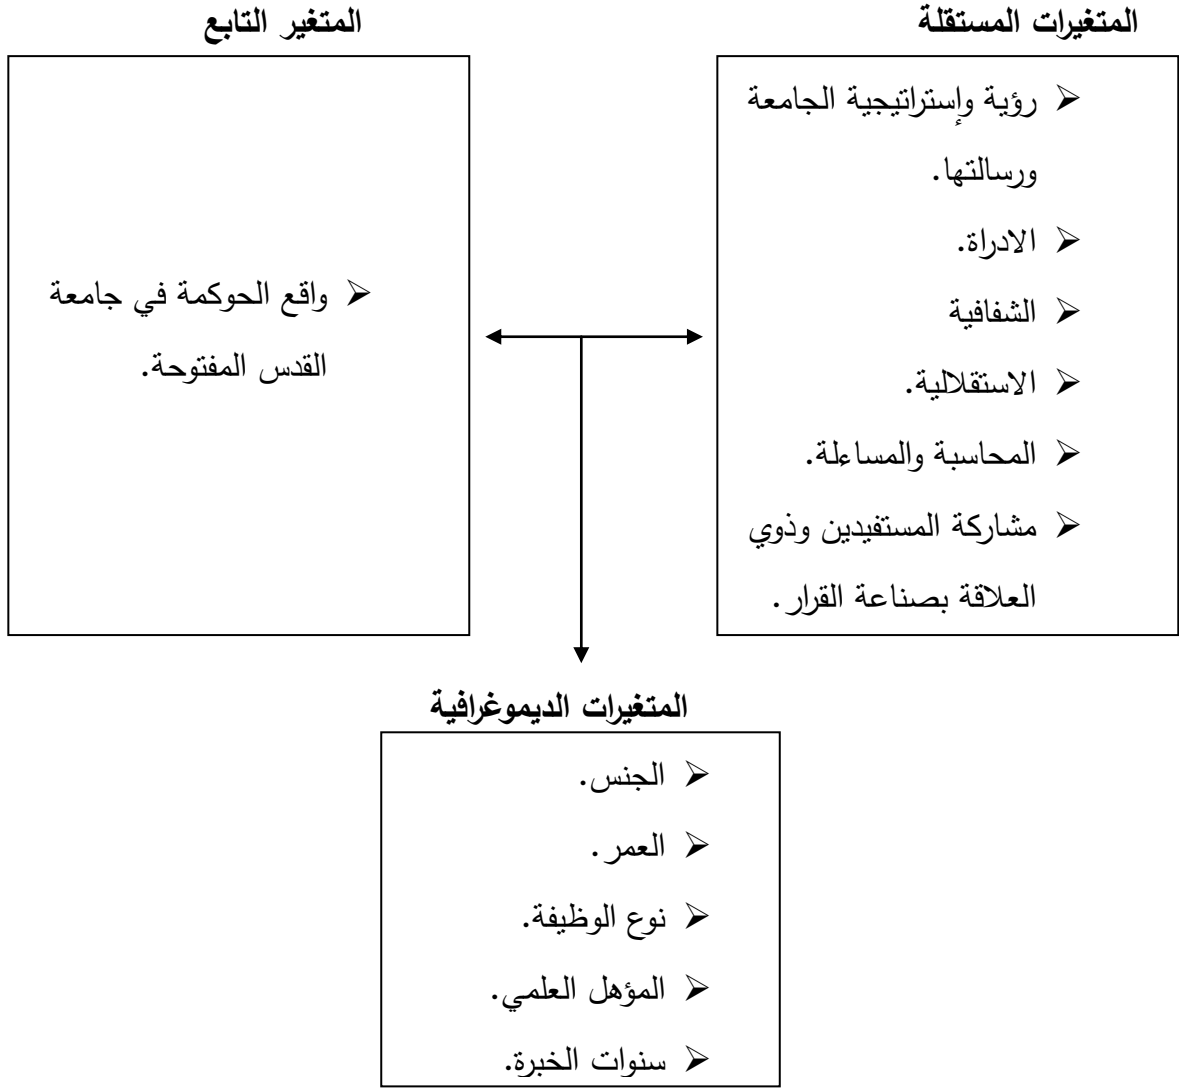 المتغيرات المستقلة
رؤية وإستراتيجية الجامعة
ورسالتها.
الادراة.
الشفافية
الاستقلالية.
المحاسبة والمساءلة.
مشاركة المستفيدين وذوي
العلاقة بصناعة القرار.
المتغير التابع
واقع الحوكمة في جامعة
القدس المفتوحة.
المتغيرات الديموغرافية
الجنس.
العمر.
نوع الوظيفة.
المؤهل العلمي.
سنوات الخبرة.